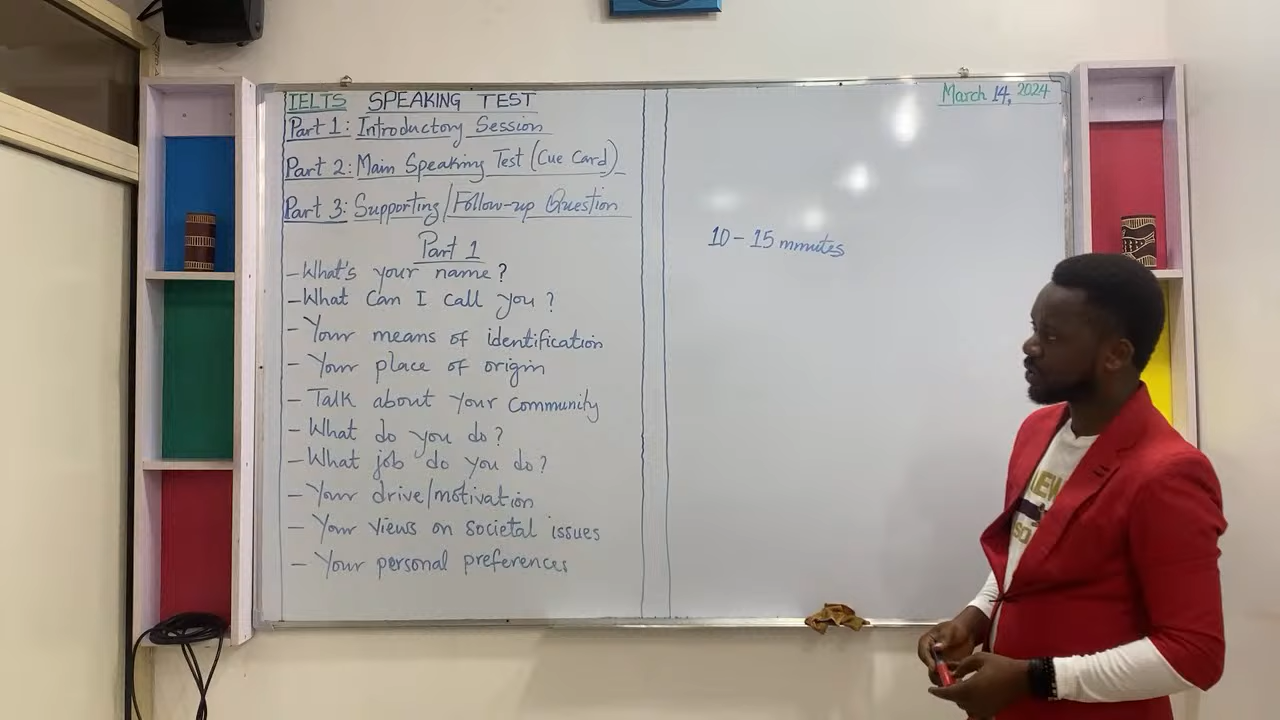 IELTS SPEAKING TEST
Part 1: Introductory Session
Part 2: Main Speaking Test (Cue Card)
Part 3: Supporting/Follow-up Question
Part 1
-What's your name?
-What can I call you?
- Your means of identification
- Your place of origin
- Talk about your community
- What do you do?
- What job do you do?
- Your drive/motivation
- Your views on societal issues
- Your personal preferences
March 14, 2024
10-15 minutes